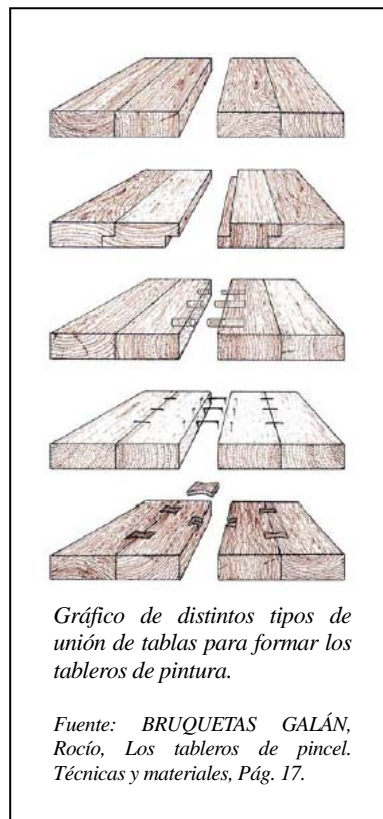 Gráfico de distintos tipos de
unión de tablas para formar los
tableros de pintura.
Fuente: BRUQUETAS GALÁN,
Rocío, Los tableros de pincel.
Técnicas y materiales, Pág. 17.